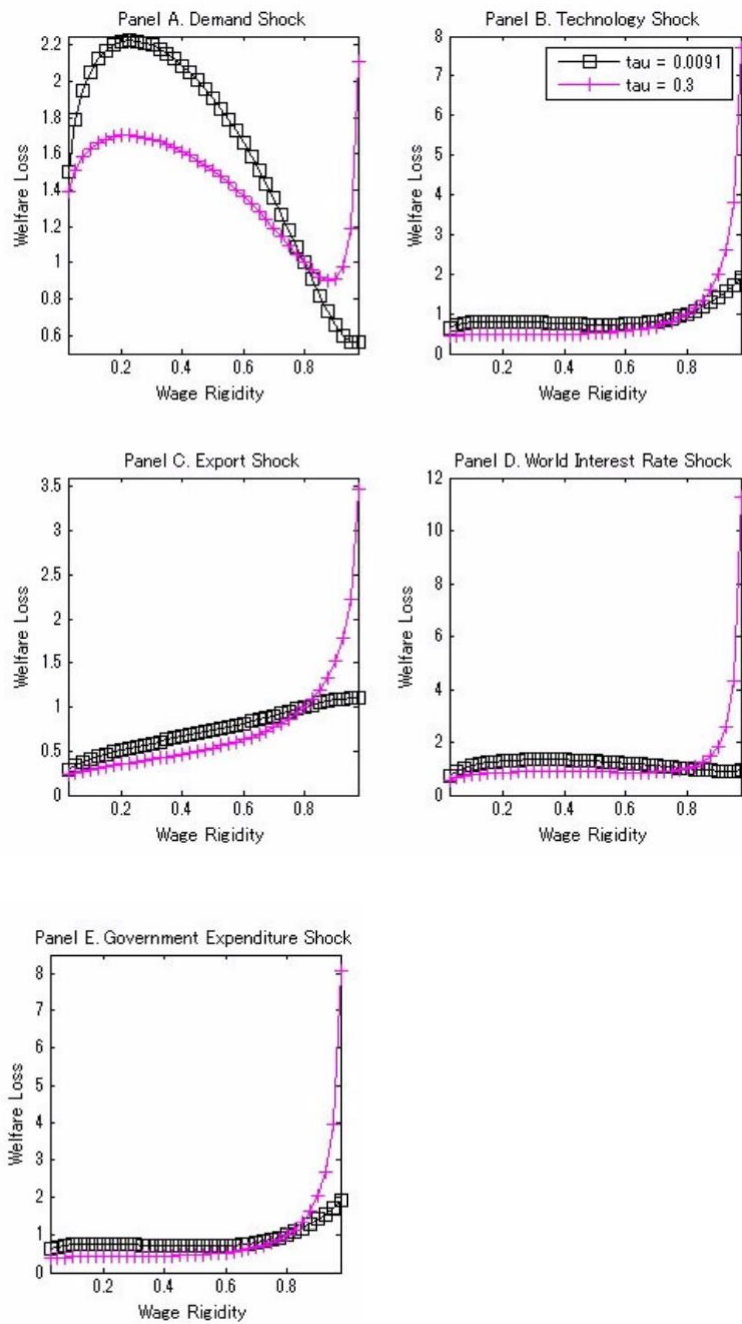 Panel A. Demand Shock
2.2
2
1.8
1.6
1.4
1.2
1
0.8
0.6
Welfare Loss
0.2 0.4 0.6 0.8
Wage Rigidity
Panel B. Technology Shock
tau = 0.0091
tau = 0.3
8
7
6
5
4
3
2
1
0
Welfare Loss
0.2 0.4 0.6 0.8
Wage Rigidity
Panel C. Export Shock
3.5
3
2.5
2
1.5
1
0.5
0
Welfare Loss
0.2 0.4 0.6 0.8
Wage Rigidity
Panel D. World Interest Rate Shock
12
10
8
6
4
2
0
Welfare Loss
0.2 0.4 0.6 0.8
Wage Rigidity
Panel E. Government Expenditure Shock
8
7
6
5
4
3
2
1
0
Welfare Loss
0.2 0.4 0.6 0.8
Wage Rigidity